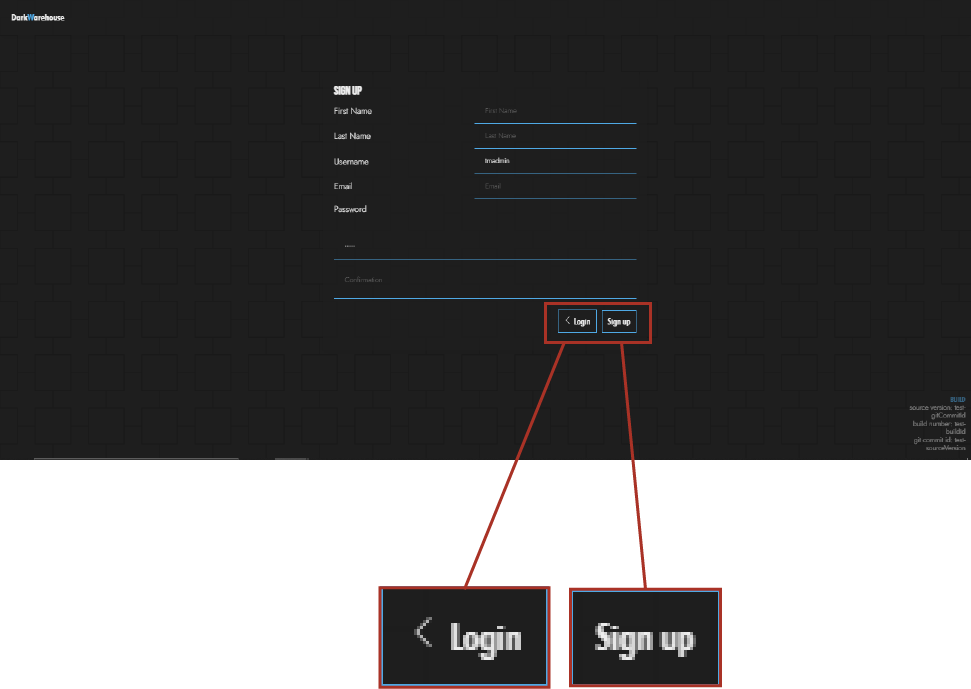 DarkWarehouse
SIGN UP
First Name First Name
Last Name Last Name
Username tmadmin
Email Email
Password
Confirmation
< Login Sign up
BUILD
source version: test-
gitCommitId
build number: test-
buildId
git commit id: test-
sourceVersion
< Login Sign up